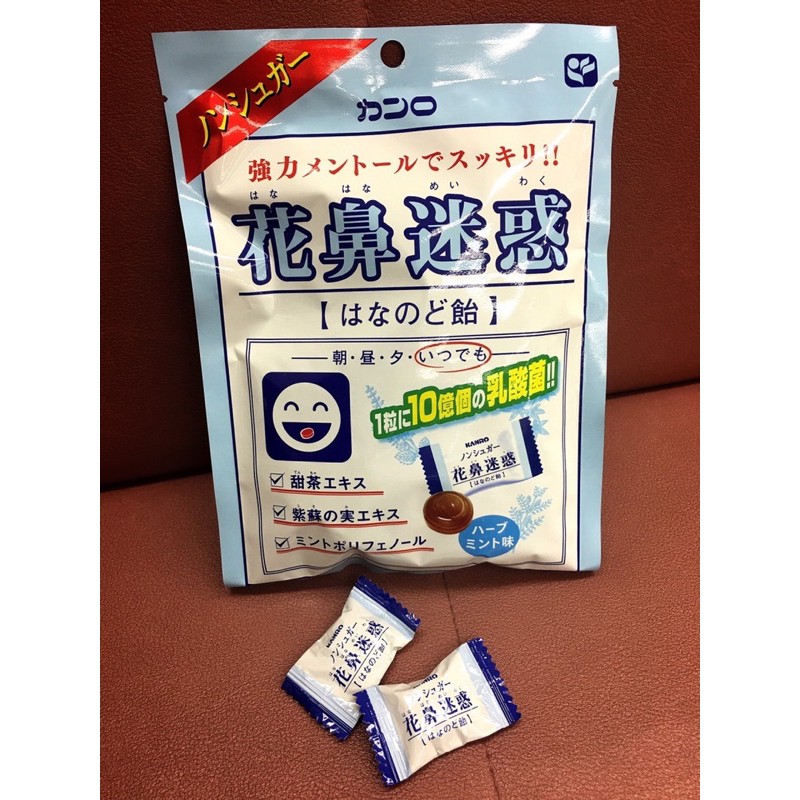 ノンシュガー
カンロ
強力メントールでスッキリ!!
はな はな めい わく
花鼻迷惑
【はなのど飴】
朝・昼・夕・いつでも
1粒に10億個の乳酸菌!!
KANRO
ノンシュガー
花鼻迷惑
【はなのど飴】
てんちゃ
甜茶エキス
紫蘇の実エキス
ミントポリフェノール
ハーブ
ミント味
KANRO
ノンシュガー
花鼻迷惑
【はなのど飴】
ノンシュガー
花鼻迷惑
【はなのど飴】